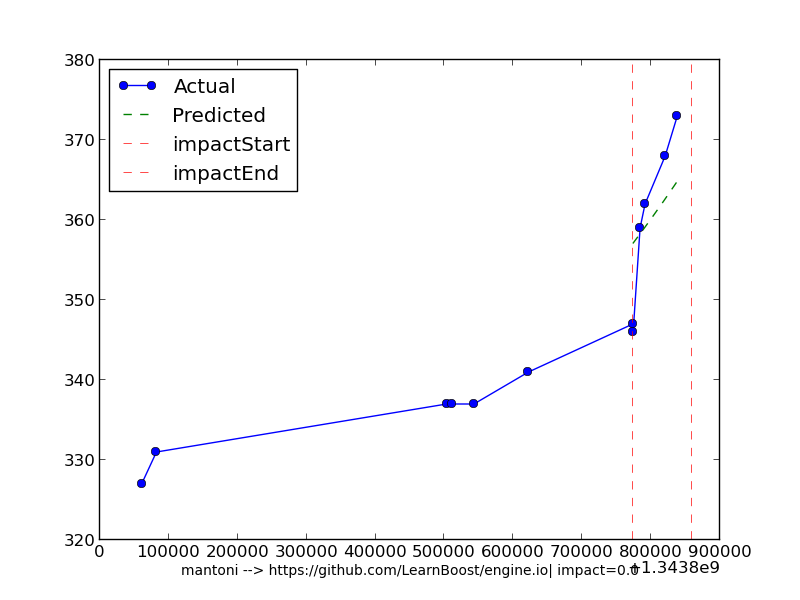 380
370
360
350
340
330
320
Actual
Predicted
impactStart
impactEnd
0 100000 200000 300000 400000 500000 600000 700000 800000 900000
+1.3438e9
mantoni --> https://github.com/LearnBoost/engine.io| impact=0.0